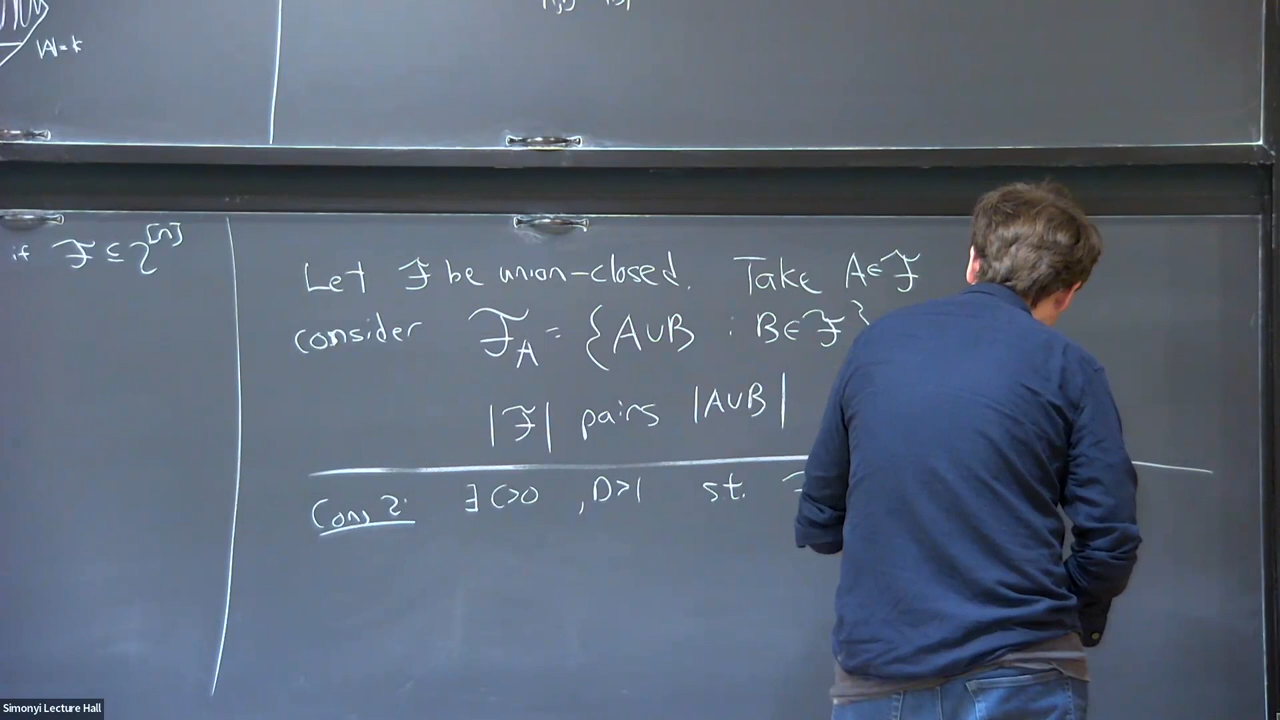 |A|=k
if ℱ ⊆ 2^[n]
Let ℱ be union-closed. Take A∈ℱ
consider ℱ_A = {A∪B : B∈ℱ}
|ℱ| pairs |A∪B|
Conj 2: ∃ C>0 , D>1 st.
Simonyi Lecture Hall